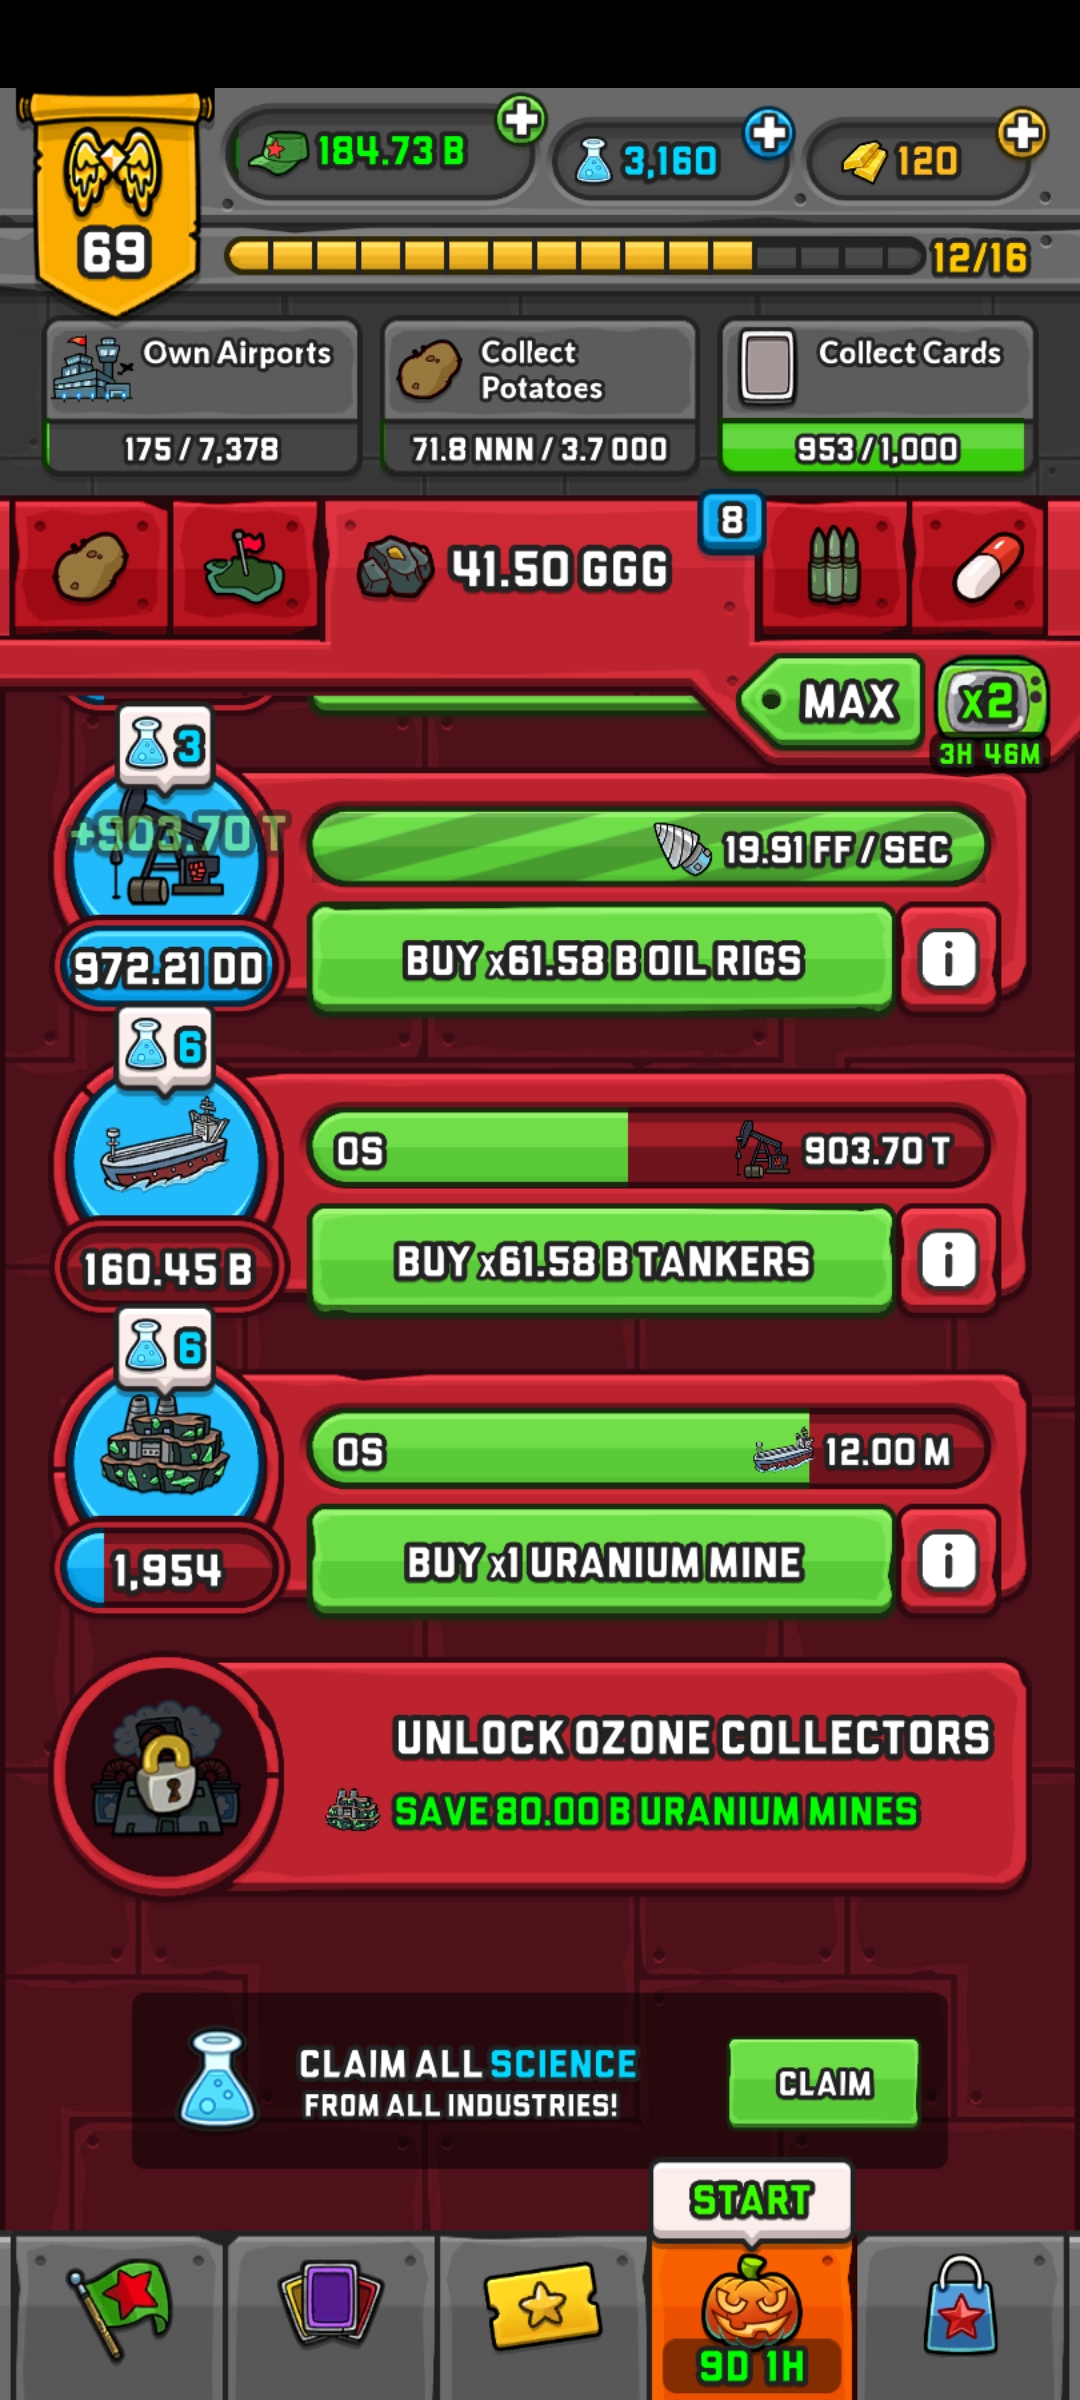 184.73 B
3,160
120
69
12/16
Own Airports
175 / 7,378
Collect
Potatoes
71.8 NNN / 3.7 OOO
Collect Cards
953 / 1,000
41.50 GGG
8
MAX
x2
3H 46M
3
+903.70 T
19.91 FF / SEC
972.21 DD
BUY x61.58 B OIL RIGS
i
6
0S
903.70 T
160.45 B
BUY x61.58 B TANKERS
i
6
0S
12.00 M
1,954
BUY x1 URANIUM MINE
i
UNLOCK OZONE COLLECTORS
SAVE 80.00 B URANIUM MINES
CLAIM ALL SCIENCE
FROM ALL INDUSTRIES!
CLAIM
START
9D 1H